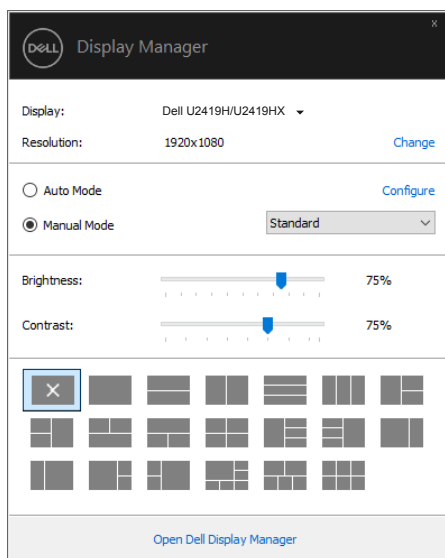 x
DELL Display Manager
Display: Dell U2419H/U2419HX
Resolution: 1920x1080 Change
Auto Mode Configure
Manual Mode Standard
Brightness: 75%
Contrast: 75%
Open Dell Display Manager